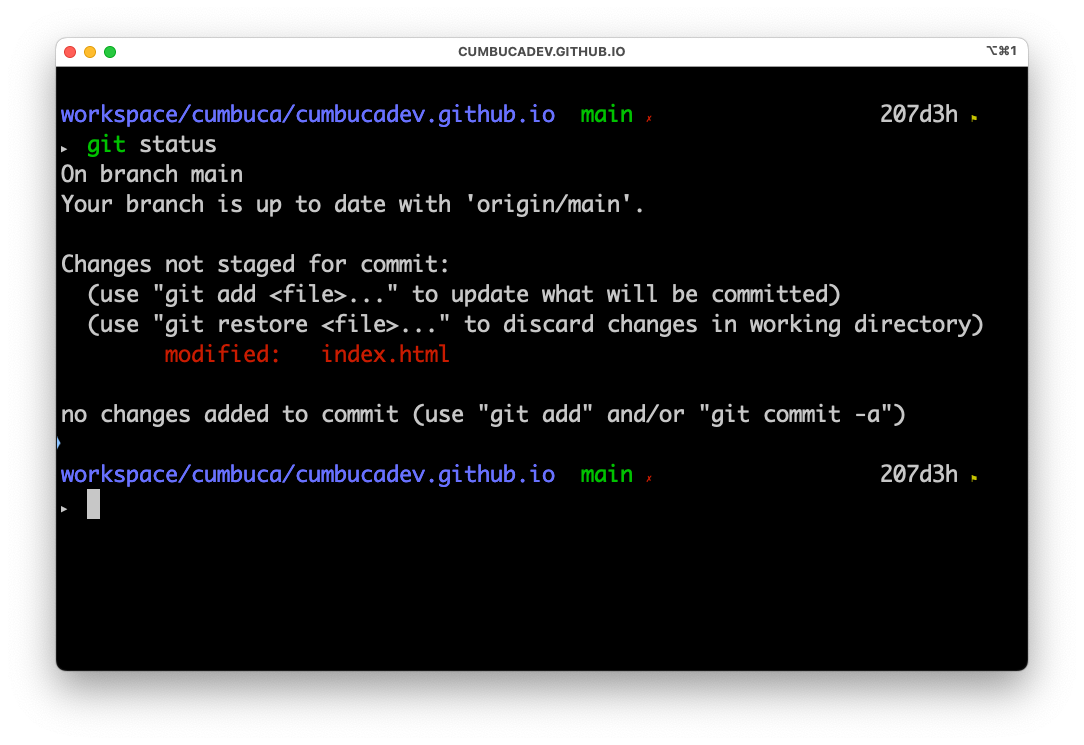 CUMBUCADEV.GITHUB.IO ⌥⌘1
workspace/cumbuca/cumbucadev.github.io main ✗ 207d3h ⚑
▸ git status
On branch main
Your branch is up to date with 'origin/main'.
Changes not staged for commit:
(use "git add <file>..." to update what will be committed)
(use "git restore <file>..." to discard changes in working directory)
modified: index.html
no changes added to commit (use "git add" and/or "git commit -a")
workspace/cumbuca/cumbucadev.github.io main ✗ 207d3h ⚑
▸